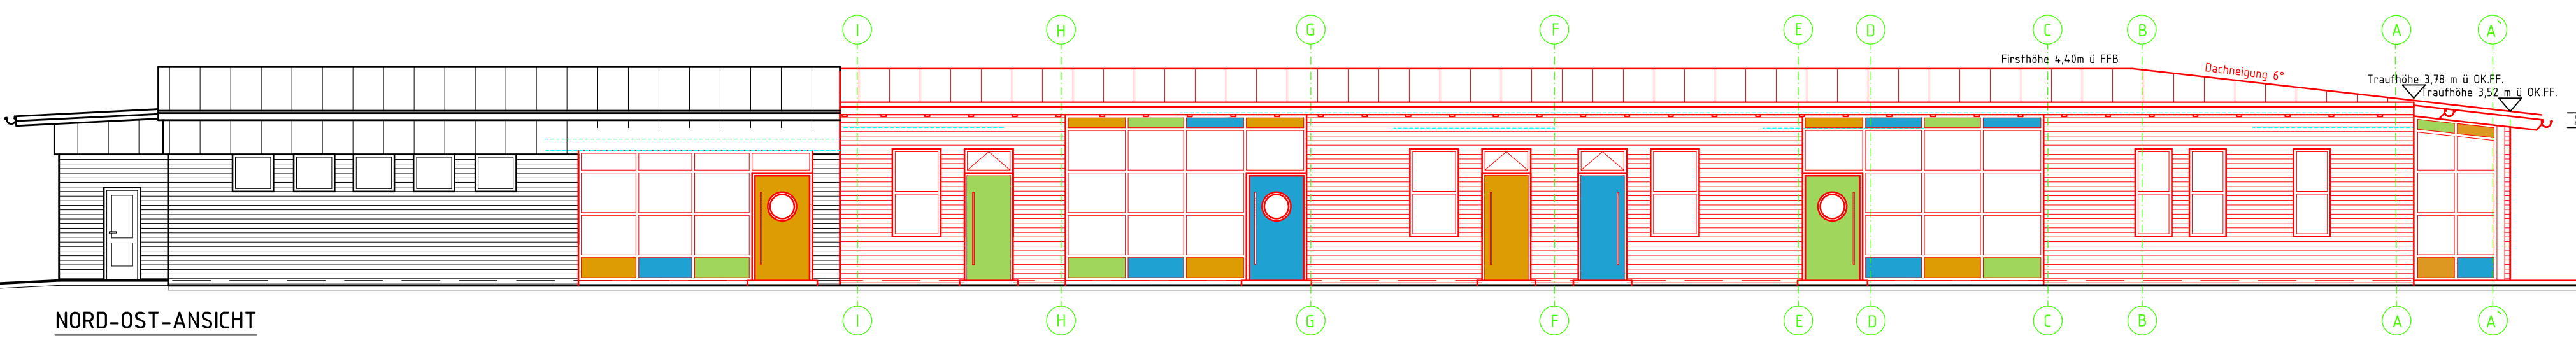 I H G F E D C B A A`
Firsthöhe 4,40m ü FFB
Dachneigung 6°
Traufhöhe 3,78 m ü OK.FF.
Traufhöhe 3,52 m ü OK.FF.
I H G F E D C B A A`
NORD-OST-ANSICHT